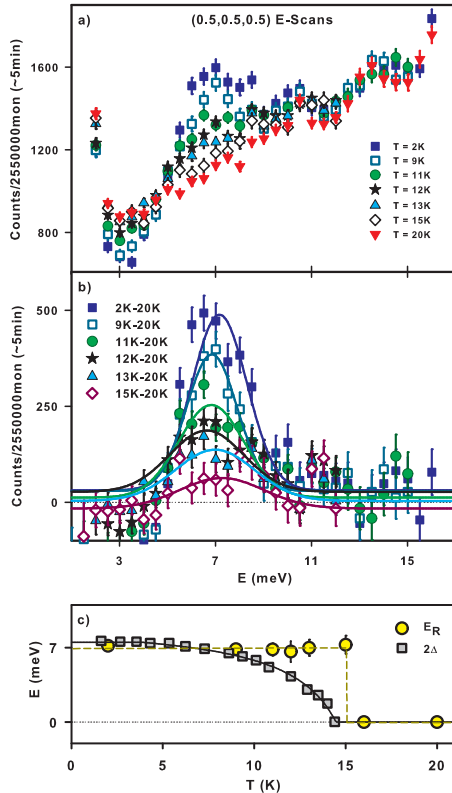 a)
(0.5,0.5,0.5) E-Scans
Counts/2550000mon (~5min)
1600
1200
800
T = 2K
T = 9K
T = 11K
T = 12K
T = 13K
T = 15K
T = 20K
b)
Counts/2550000mon (~5min)
500
250
0
2K-20K
9K-20K
11K-20K
12K-20K
13K-20K
15K-20K
3
7
11
15
E (meV)
c)
E (meV)
7
0
E_R
2Δ
0
5
10
15
20
T (K)